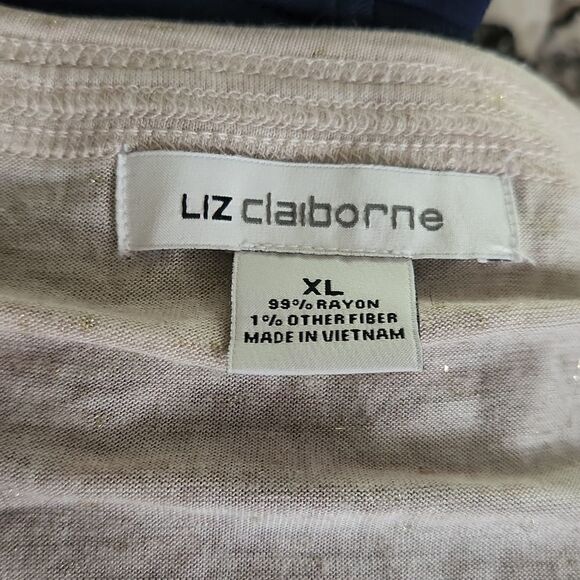 LIZ claiborne
XL
99% RAYON
1% OTHER FIBER
MADE IN VIETNAM